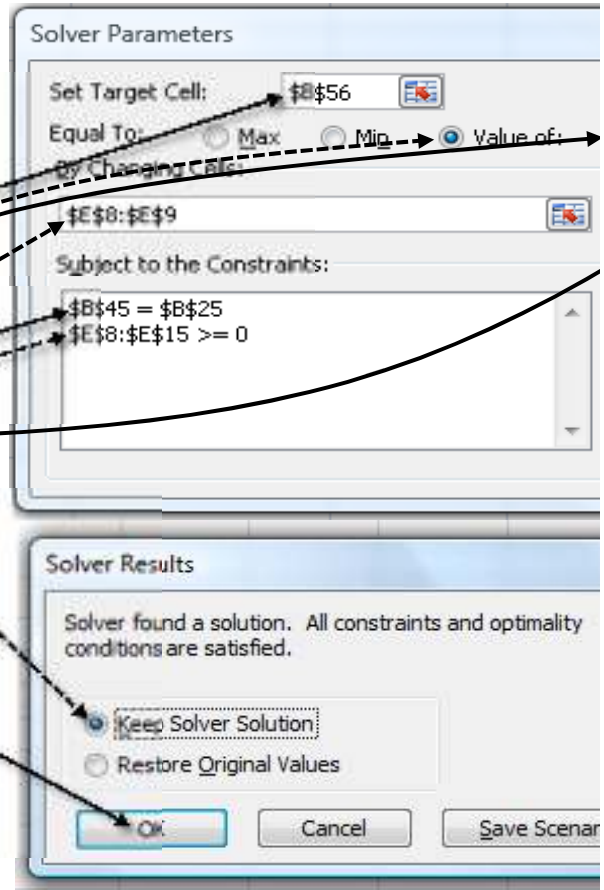 Solver Parameters
Set Target Cell: $B$56
Equal To: Max Min Value of:
By Changing Cells:
$E$8:$E$9
Subject to the Constraints:
$B$45 = $B$25
$E$8:$E$15 >= 0
Solver Results
Solver found a solution. All constraints and optimality
conditions are satisfied.
Keep Solver Solution
Restore Original Values
OK Cancel Save Scenar